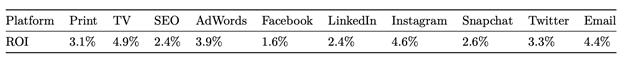 Platform Print TV SEO AdWords Facebook LinkedIn Instagram Snapchat Twitter Email
ROI 3.1% 4.9% 2.4% 3.9% 1.6% 2.4% 4.6% 2.6% 3.3% 4.4%